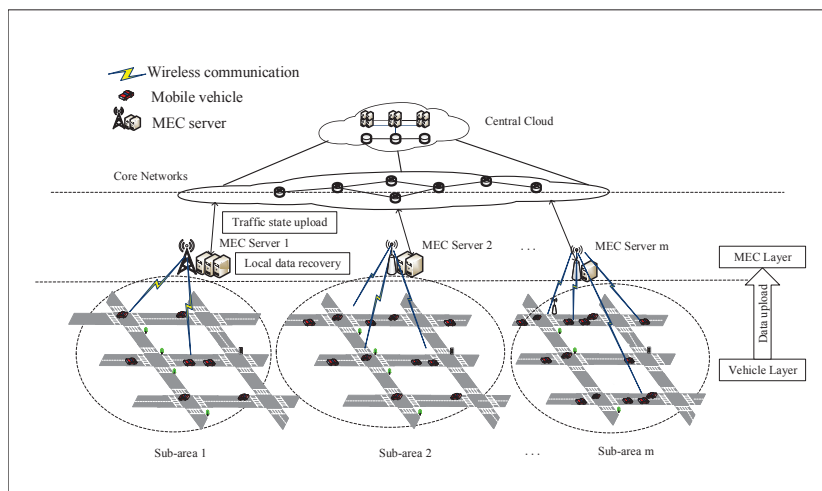 Wireless communication
Mobile vehicle
MEC server
Central Cloud
Core Networks
Traffic state upload
MEC Server 1
MEC Server 2
. . .
MEC Server m
Local data recovery
MEC Layer
Data upload
Vehicle Layer
Sub-area 1
Sub-area 2
. . .
Sub-area m